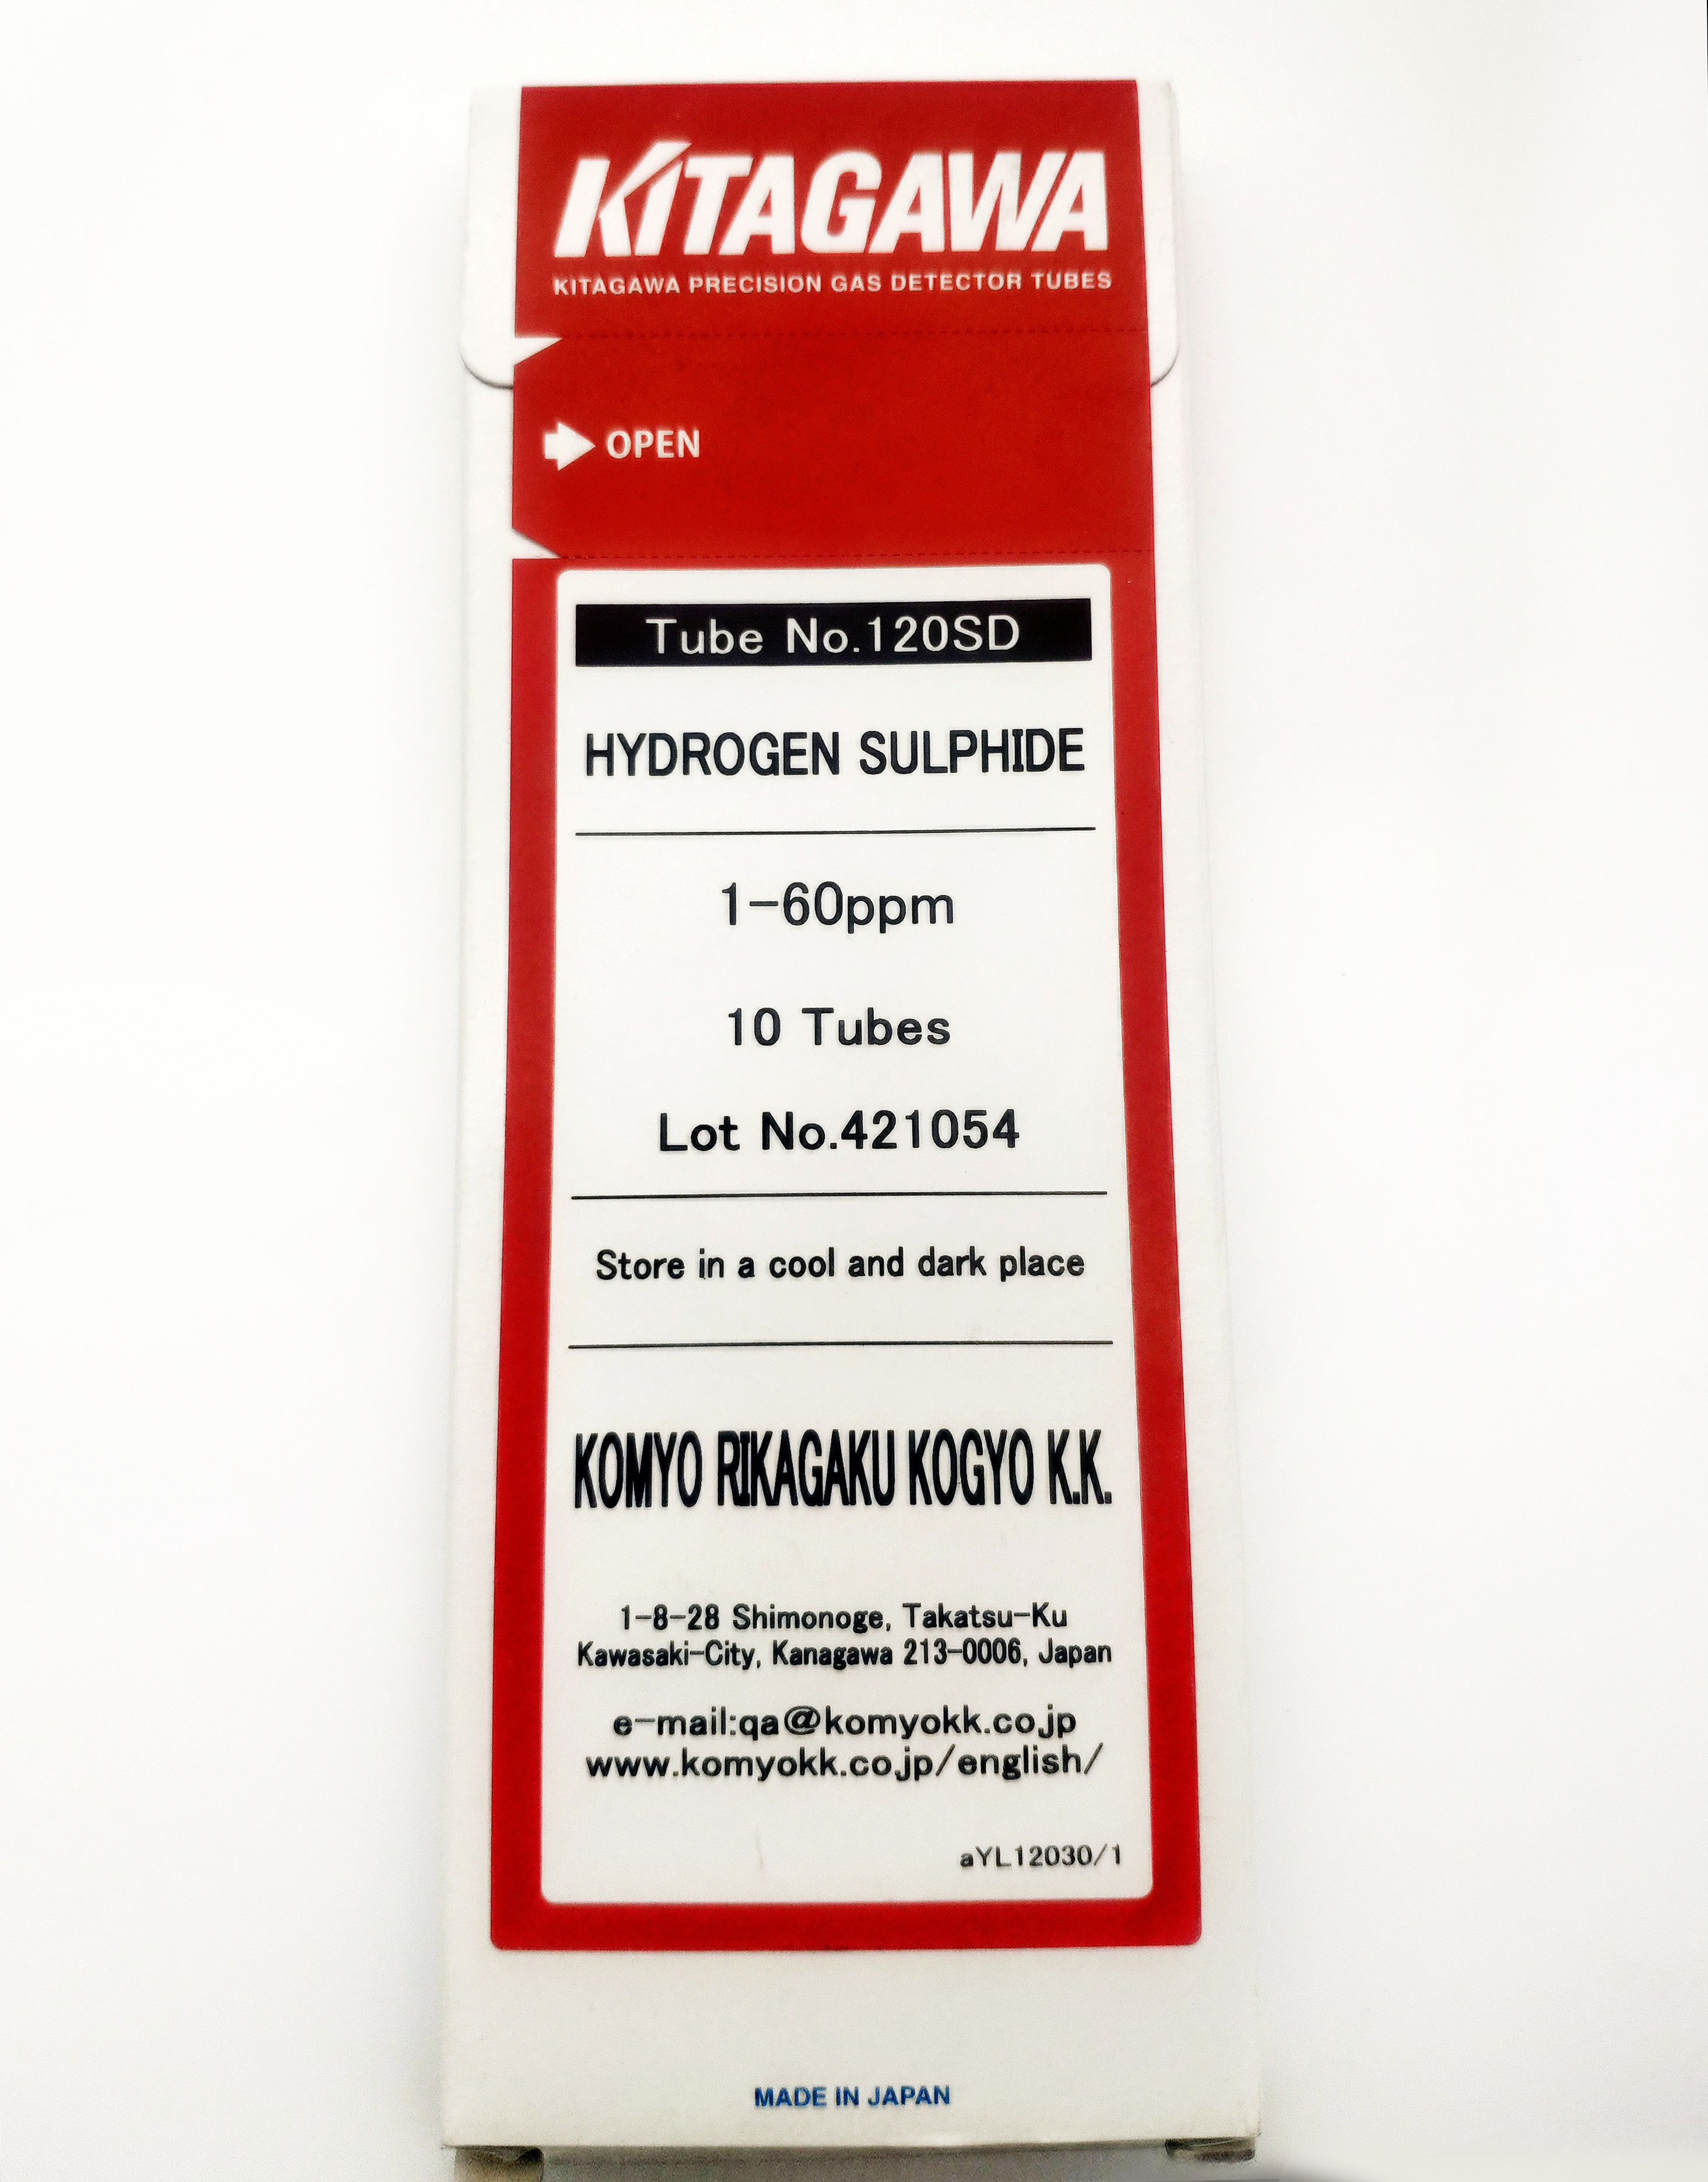 KITAGAWA
KITAGAWA PRECISION GAS DETECTOR TUBES
OPEN
Tube No.120SD
HYDROGEN SULPHIDE
1-60ppm
10 Tubes
Lot No.421054
Store in a cool and dark place
KOMYO RIKAGAKU KOGYO K.K.
1-8-28 Shimonoge, Takatsu-Ku
Kawasaki-City, Kanagawa 213-0006, Japan
e-mail:qa@komyokk.co.jp
www.komyokk.co.jp/english/
aYL12030/1
MADE IN JAPAN